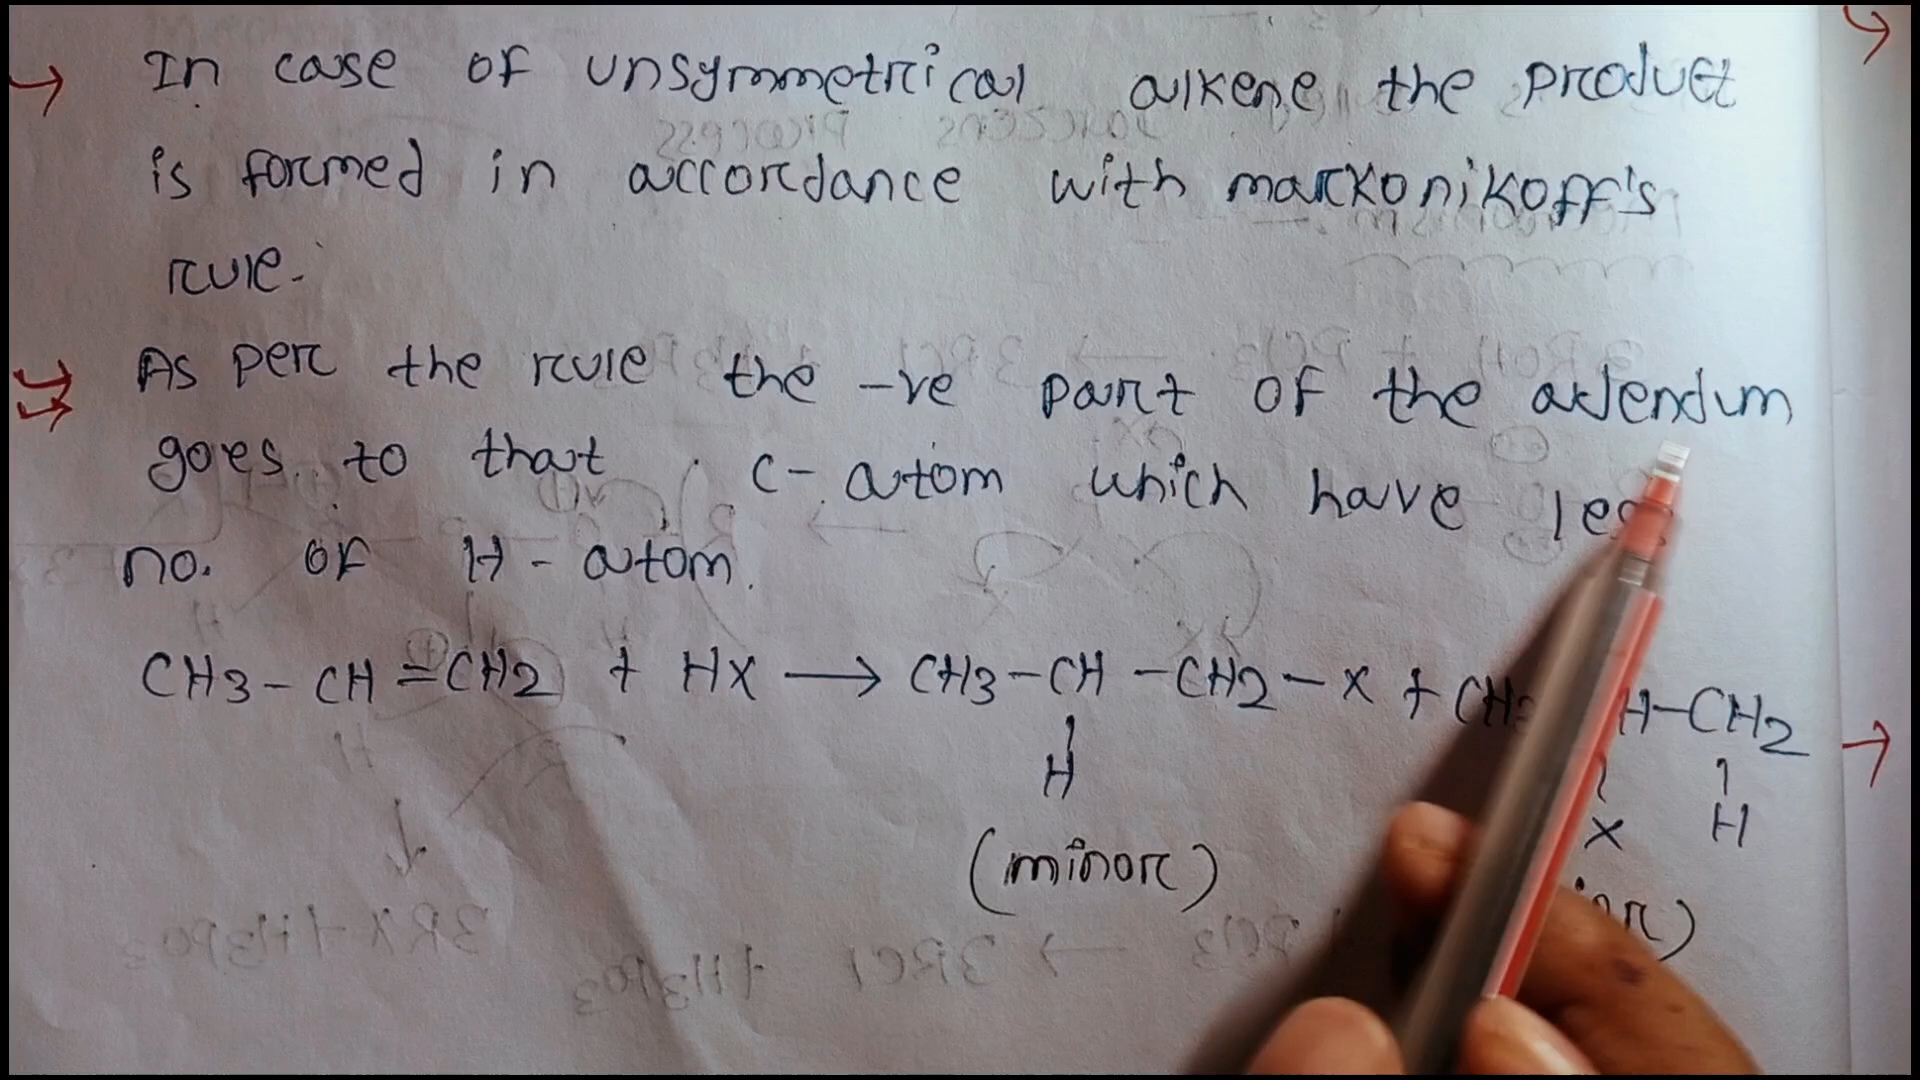 In case of unsymmetrical alkene the product
is formed in accordance with markonikoff's
rule.
As per the rule the -ve part of the addendum
goes to that C- atom which have
no. of H- atom.
CH3-CH=CH2 + HX → CH3-CH-CH2-X + CH-CH2
H X H
(minor)